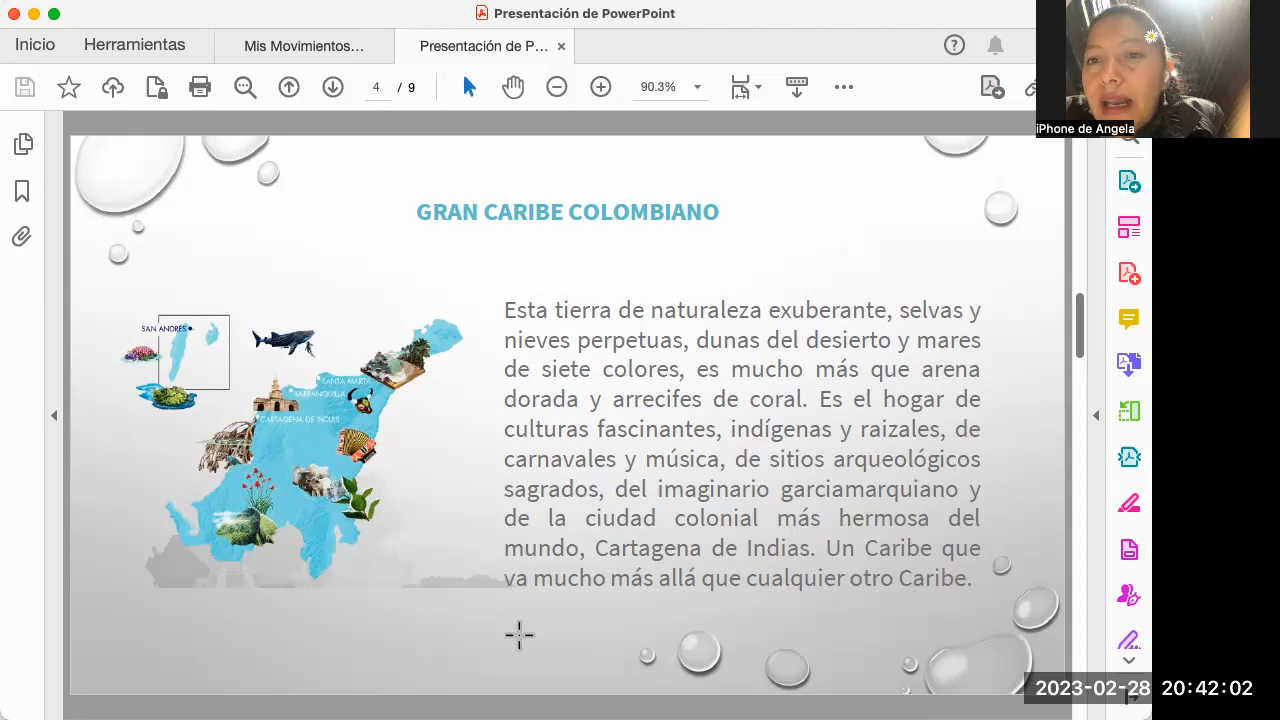 Presentación de PowerPoint
Inicio
Herramientas
Mis Movimientos...
Presentación de P...
4 / 9
90.3%
iPhone de Angela
GRAN CARIBE COLOMBIANO
SAN ANDRÉS
SANTA MARTA
BARRANQUILLA
CARTAGENA DE INDIAS
Esta tierra de naturaleza exuberante, selvas y
nieves perpetuas, dunas del desierto y mares
de siete colores, es mucho más que arena
dorada y arrecifes de coral. Es el hogar de
culturas fascinantes, indígenas y raizales, de
carnavales y música, de sitios arqueológicos
sagrados, del imaginario garciamarquiano y
de la ciudad colonial más hermosa del
mundo, Cartagena de Indias. Un Caribe que
va mucho más allá que cualquier otro Caribe.
2023-02-28 20:42:02